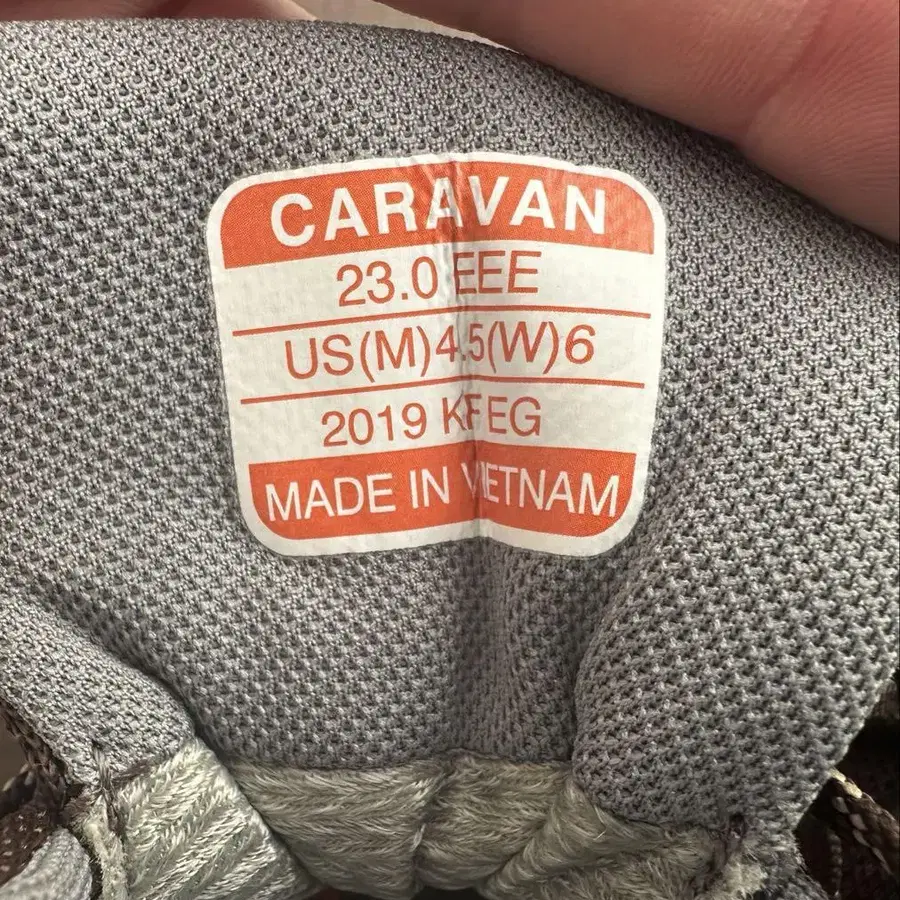 CARAVAN
23.0 EEE
US(M)4.5(W)6
2019 KFEG
MADE IN VIETNAM